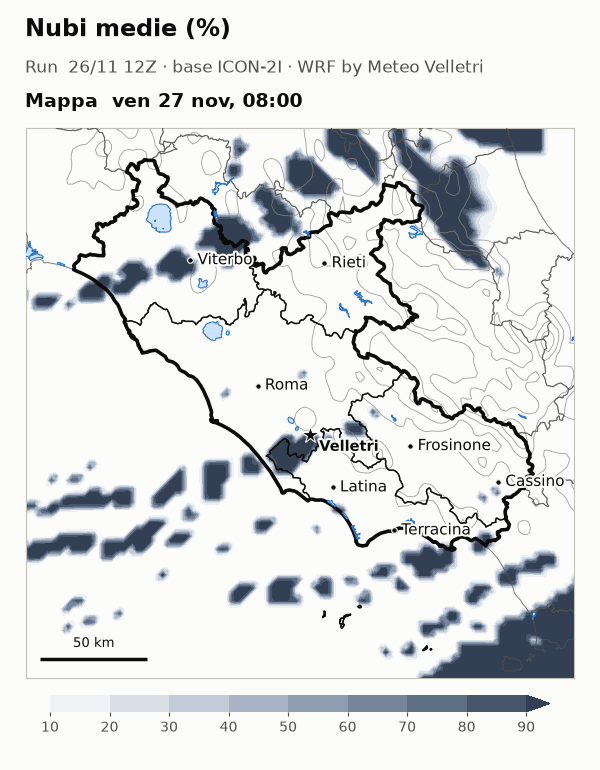 Nubi medie (%)
Run 26/11 12Z · base ICON-2I · WRF by Meteo Velletri
Mappa ven 27 nov, 08:00
Viterbo
Rieti
Roma
Velletri
Frosinone
Latina
Cassino
Terracina
50 km
10 20 30 40 50 60 70 80 90